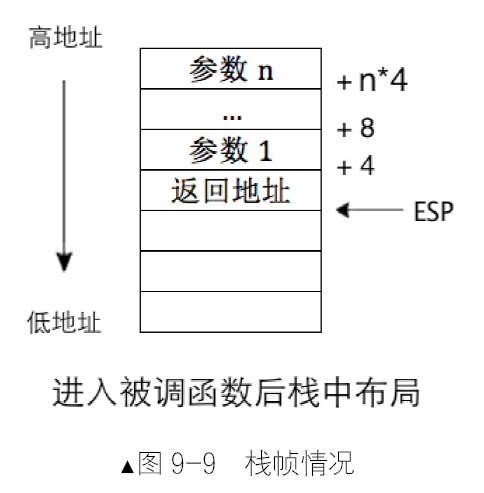 高地址
参数 n
+ n*4
...
+ 8
参数 1
+ 4
返回地址
ESP
低地址
进入被调函数后栈中布局
▲图 9-9 栈帧情况